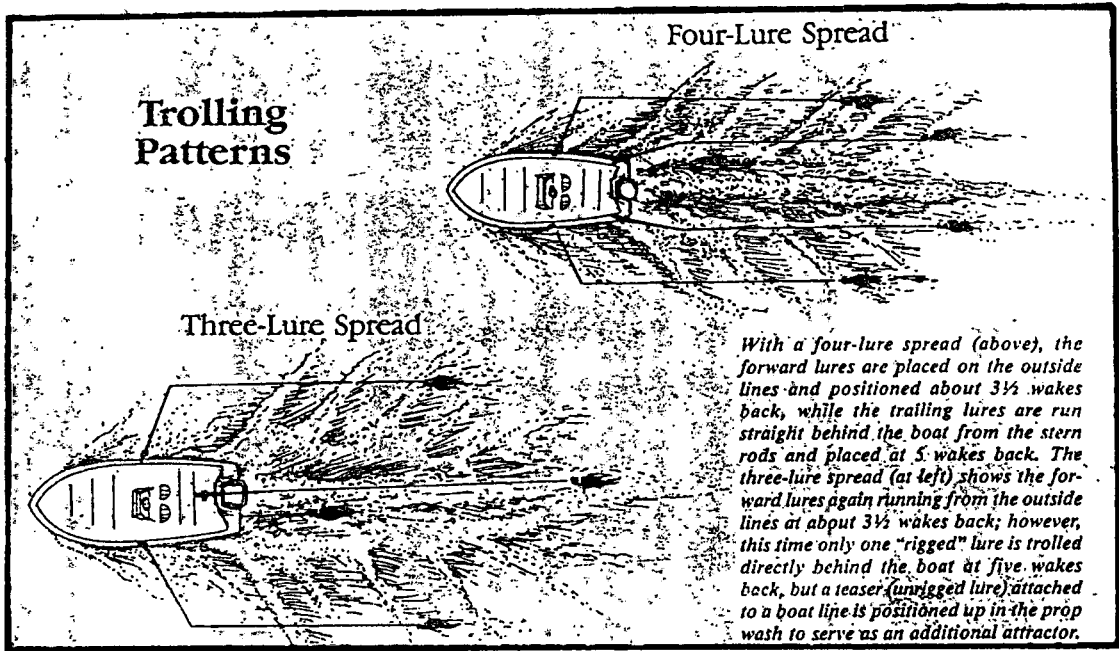 Four-Lure Spread
Trolling
Patterns
Three-Lure Spread
With a four-lure spread (above), the
forward lures are placed on the outside
lines and positioned about 3½ wakes
back, while the trailing lures are run
straight behind the boat from the stern
rods and placed at 5 wakes back. The
three-lure spread (at left) shows the for-
ward lures again running from the outside
lines at about 3½ wakes back; however,
this time only one "rigged" lure is trolled
directly behind the boat at five wakes
back, but a teaser (unrigged lure) attached
to a boat line is positioned up in the prop
wash to serve as an additional attractor.